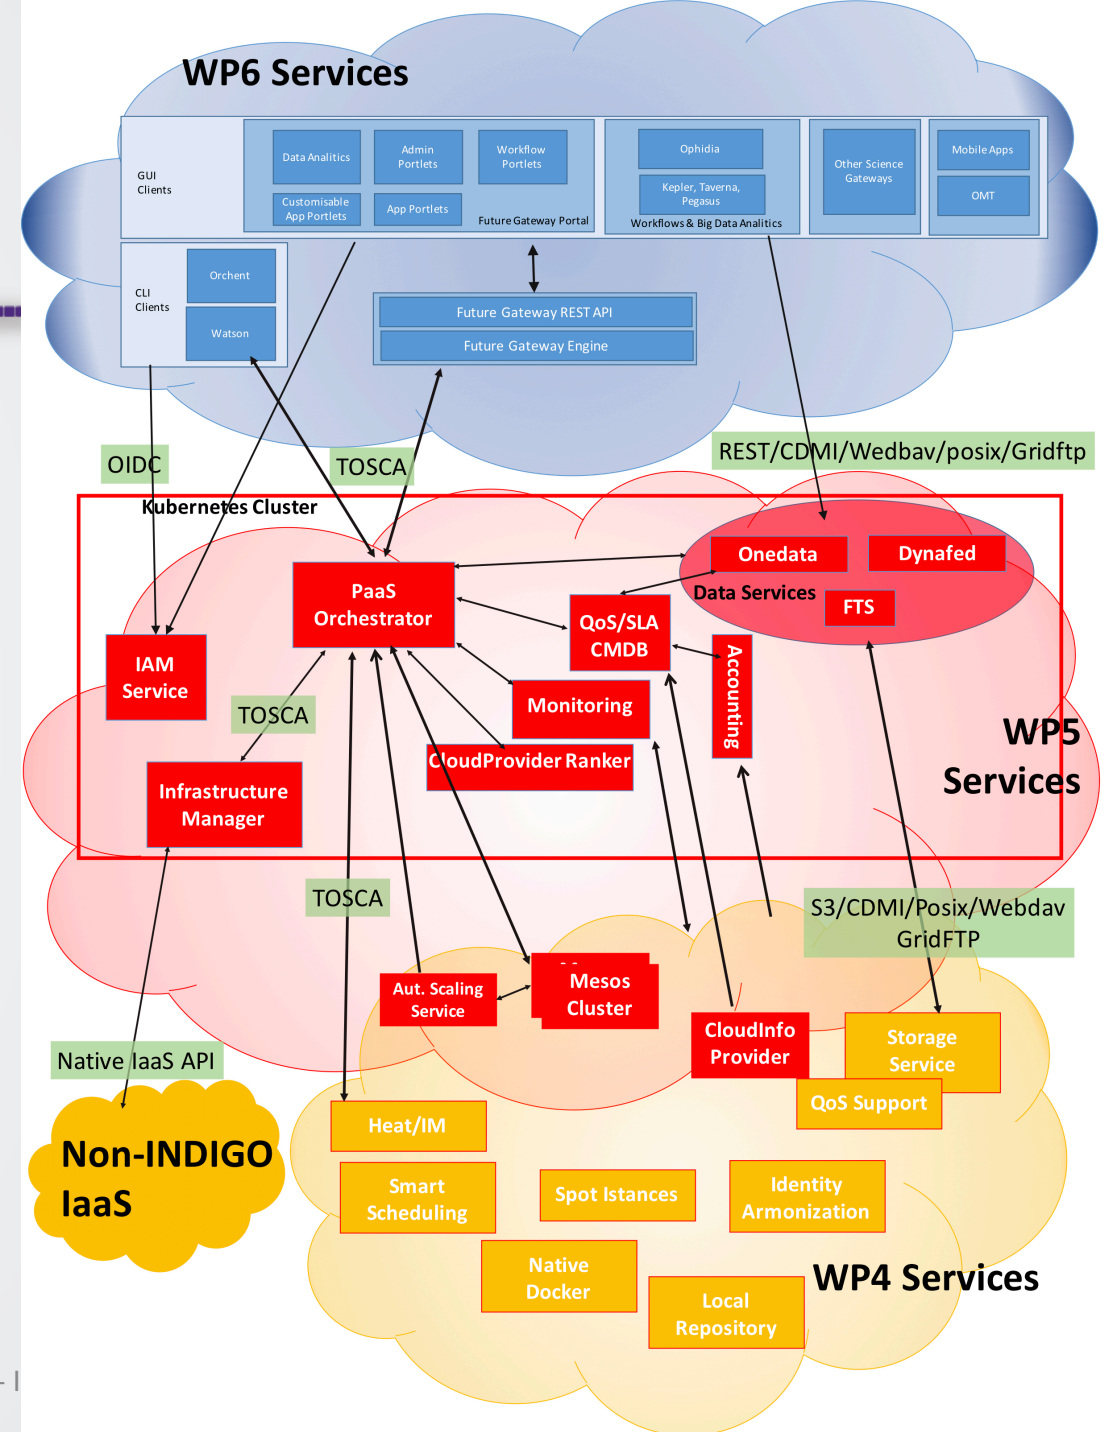 WP6 Services
GUI
Clients
Data Analitics
Admin
Portlets
Workflow
Portlets
Customisable
App Portlets
App Portlets
Future Gateway Portal
Ophidia
Kepler, Taverna,
Pegasus
Workflows & Big Data Analitics
Other Science
Gateways
Mobile Apps
OMT
CLI
Clients
Orchent
Watson
Future Gateway REST API
Future Gateway Engine
OIDC
TOSCA
REST/CDMI/Wedbav/posix/Gridftp
Kubernetes Cluster
Onedata
Dynafed
Data Services
FTS
PaaS
Orchestrator
QoS/SLA
CMDB
IAM
Service
Accounting
TOSCA
Monitoring
CloudProvider Ranker
WP5
Services
Infrastructure
Manager
TOSCA
S3/CDMI/Posix/Webdav
GridFTP
Aut. Scaling
Service
Mesos
Cluster
CloudInfo
Provider
Storage
Service
QoS Support
Native IaaS API
Non-INDIGO
IaaS
Heat/IM
Smart
Scheduling
Spot Istances
Identity
Armonization
Native
Docker
Local
Repository
WP4 Services